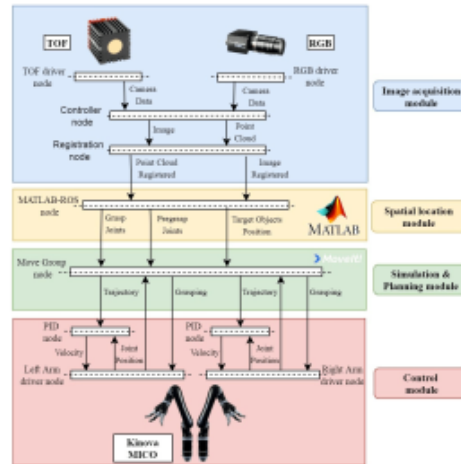 TOF
RGB
TOF driver
node
RGB driver
node
Camera
Data
Camera
Data
Controller
node
Image
Point
Cloud
Registration
node
Point Cloud
Registered
Image
Registered
Image acquisition
module
MATLAB-ROS
node
MATLAB
Grasp
Joints
Pregrasp
Joints
Target Objects
Position
Spatial location
module
Move Group
node
MoveIt!
Trajectory
Grasping
Trajectory
Grasping
Simulation &
Planning module
PID
node
PID
node
Velocity
Joint
Position
Velocity
Joint
Position
Left Arm
driver node
Right Arm
driver node
Control
module
Kinova
MICO